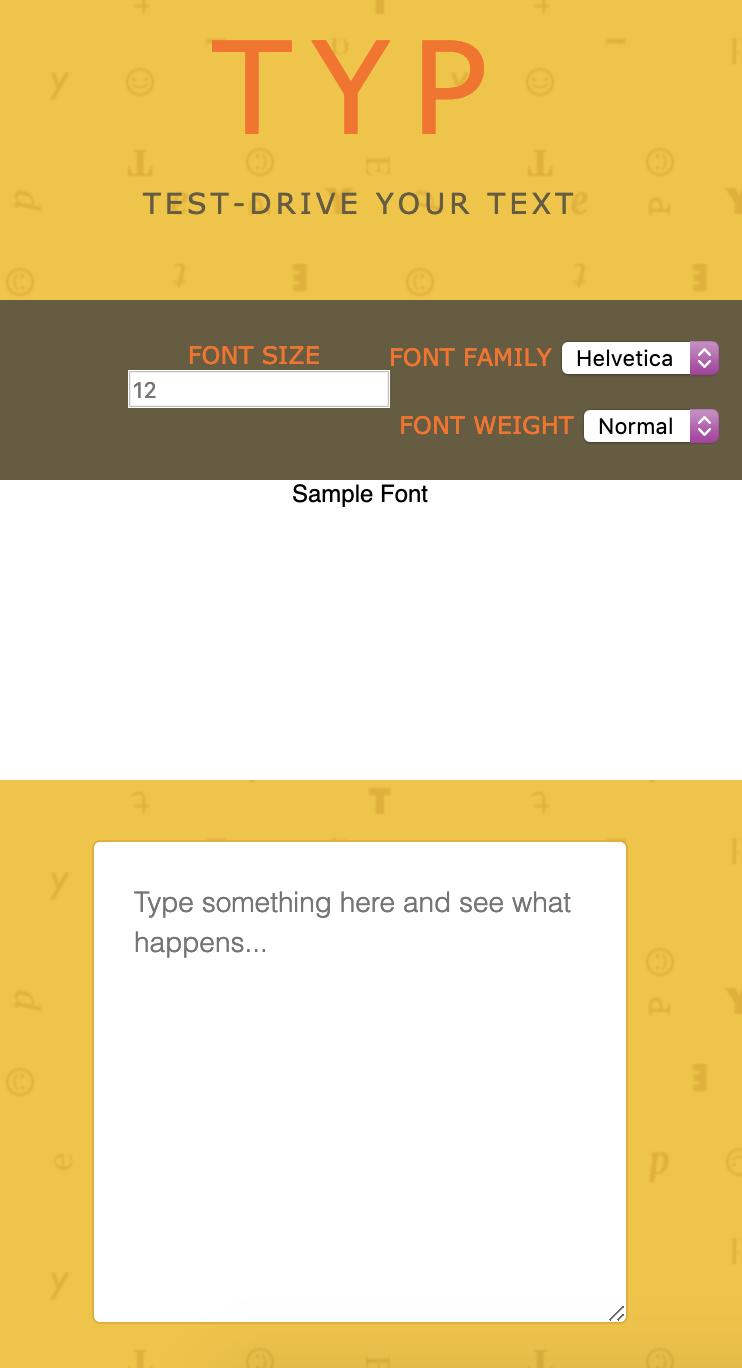 TYP
TEST-DRIVE YOUR TEXT
FONT SIZE
12
FONT FAMILY Helvetica
FONT WEIGHT Normal
Sample Font
Type something here and see what
happens...